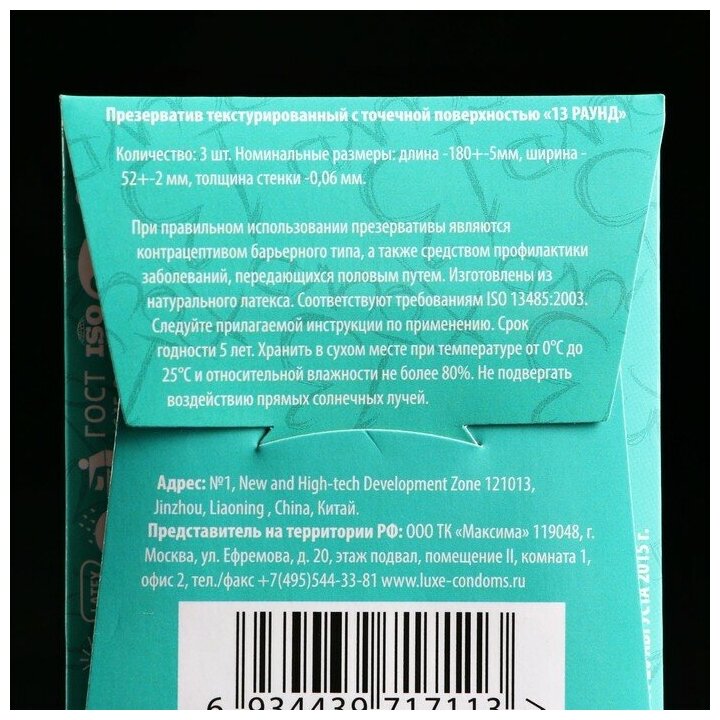 Презерватив текстурированный с точечной поверхностью «13 РАУНД»
Количество: 3 шт. Номинальные размеры: длина -180+-5мм, ширина -
52+-2 мм, толщина стенки -0,06 мм.
При правильном использовании презервативы являются
контрацептивом барьерного типа, а также средством профилактики
заболеваний, передающихся половым путем. Изготовлены из
натурального латекса. Соответствуют требованиям ISO 13485:2003.
Следуйте прилагаемой инструкции по применению. Срок
годности 5 лет. Хранить в сухом месте при температуре от 0°С до
25°С и относительной влажности не более 80%. Не подвергать
воздействию прямых солнечных лучей.
Адрес: №1, New and High-tech Development Zone 121013,
Jinzhou, Liaoning , China, Китай.
Представитель на территории РФ: ООО ТК «Максима» 119048, г.
Москва, ул. Ефремова, д. 20, этаж подвал, помещение II, комната 1,
офис 2, тел./факс +7(495)544-33-81 www.luxe-condoms.ru
6 934439 717113 >
ISO
ГОСТ
LATEX
АВГУСТА 2015 г.